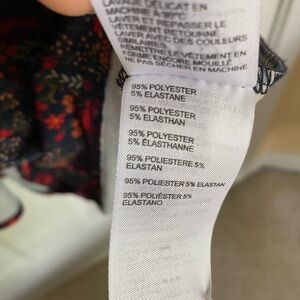 LAVAGE DÉLICAT EN
MACHINE À 30°C
LAVER ET REPASSER LE
VÊTEMENT RETOURNÉ
LAVER AVEC DES COULEURS
SIMILAIRES
REMETTRE LE VÊTEMENT EN
FORME ENCORE MOUILLÉ
NE PAS SÉCHER EN MACHINE
95% POLYESTER
5% ELASTANE
95% POLYESTER
5% ELASTHAN
95% POLYESTER
5% ÉLASTHANNE
95% POLIESTERE 5%
ELASTAN
95% POLIESTER 5% ELASTAN
95% POLIÉSTER 5%
ELASTANO